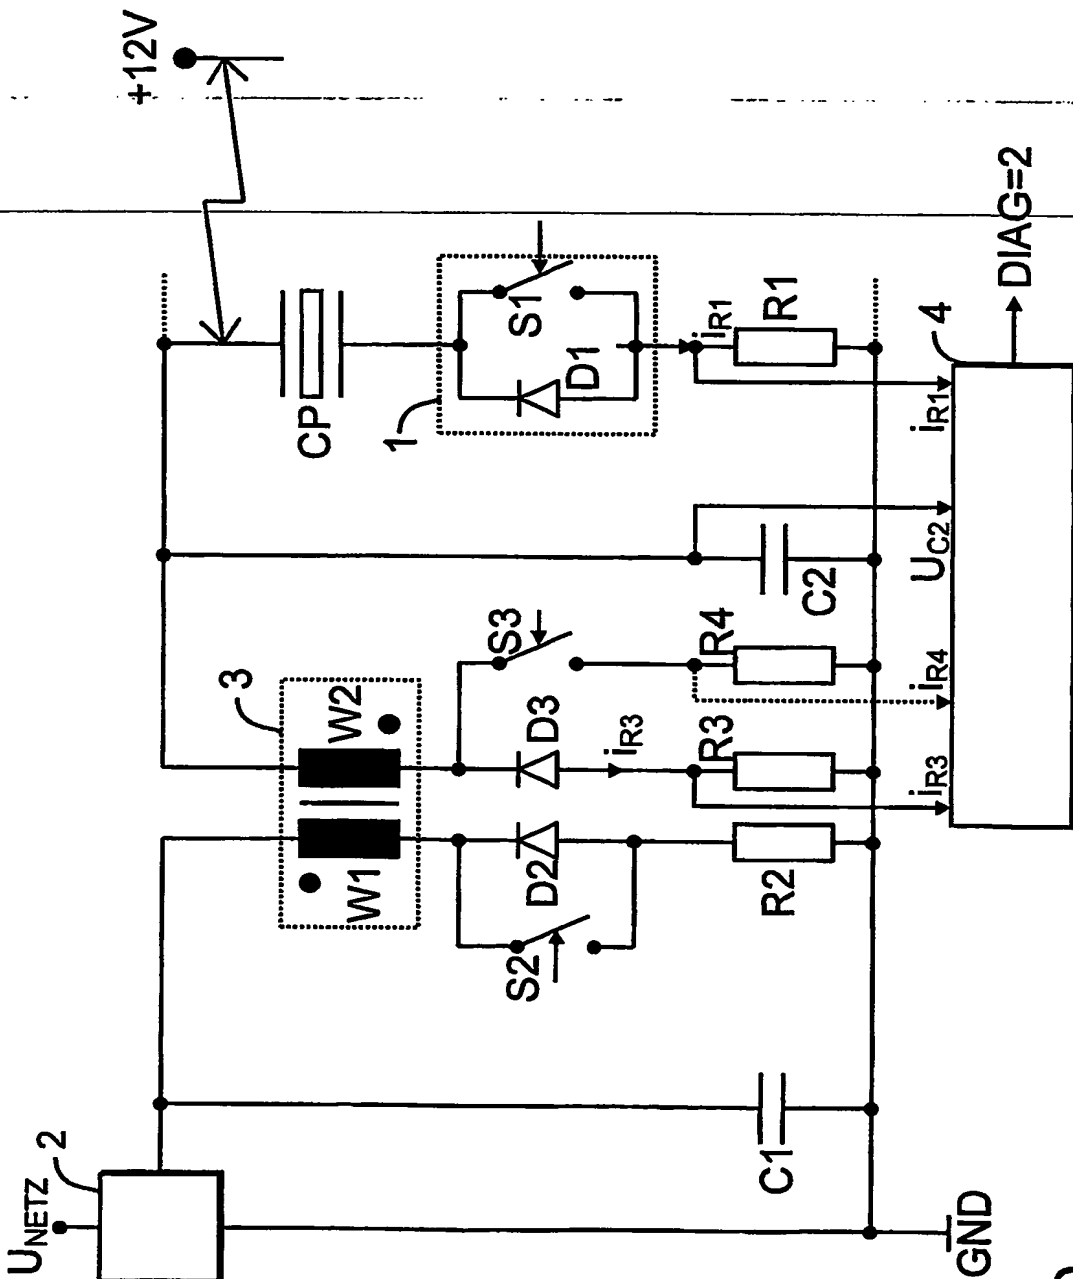 +12V
DIAG=2
S1
D1
1
CP
iR1
R1
4
iR1
UC2
C2
S3
R4
iR4
3
W2
D3
iR3
R3
iR3
W1
D2
R2
S2
C1
2
UNETZ
GND